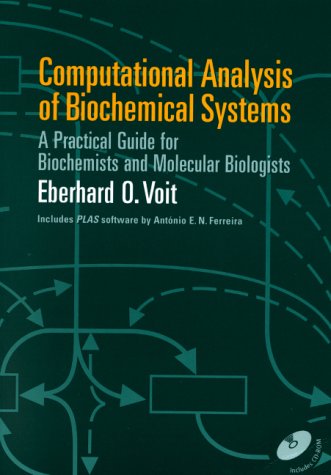 Computational Analysis
of Biochemical Systems
A Practical Guide for
Biochemists and Molecular Biologists
Eberhard O. Voit
Includes PLAS software by António E. N. Ferreira
includes CD-ROM